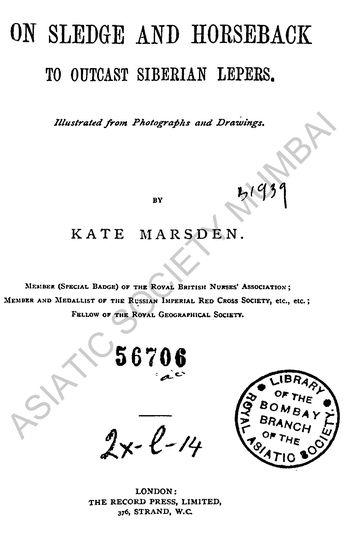 ON SLEDGE AND HORSEBACK
TO OUTCAST SIBERIAN LEPERS.
Illustrated from Photographs and Drawings.
BY
KATE MARSDEN.
MEMBER (SPECIAL BADGE) OF THE ROYAL BRITISH NURSES' ASSOCIATION;
MEMBER AND MEDALLIST OF THE RUSSIAN IMPERIAL RED CROSS SOCIETY, ETC., ETC.;
FELLOW OF THE ROYAL GEOGRAPHICAL SOCIETY.
56706
LIBRARY
OF THE
BOMBAY
BRANCH
OF THE
ROYAL ASIATIC SOCIETY.
2x-l-14
LONDON:
THE RECORD PRESS, LIMITED,
376, STRAND, W.C.
ASIATIC SOCIETY MUMBAI